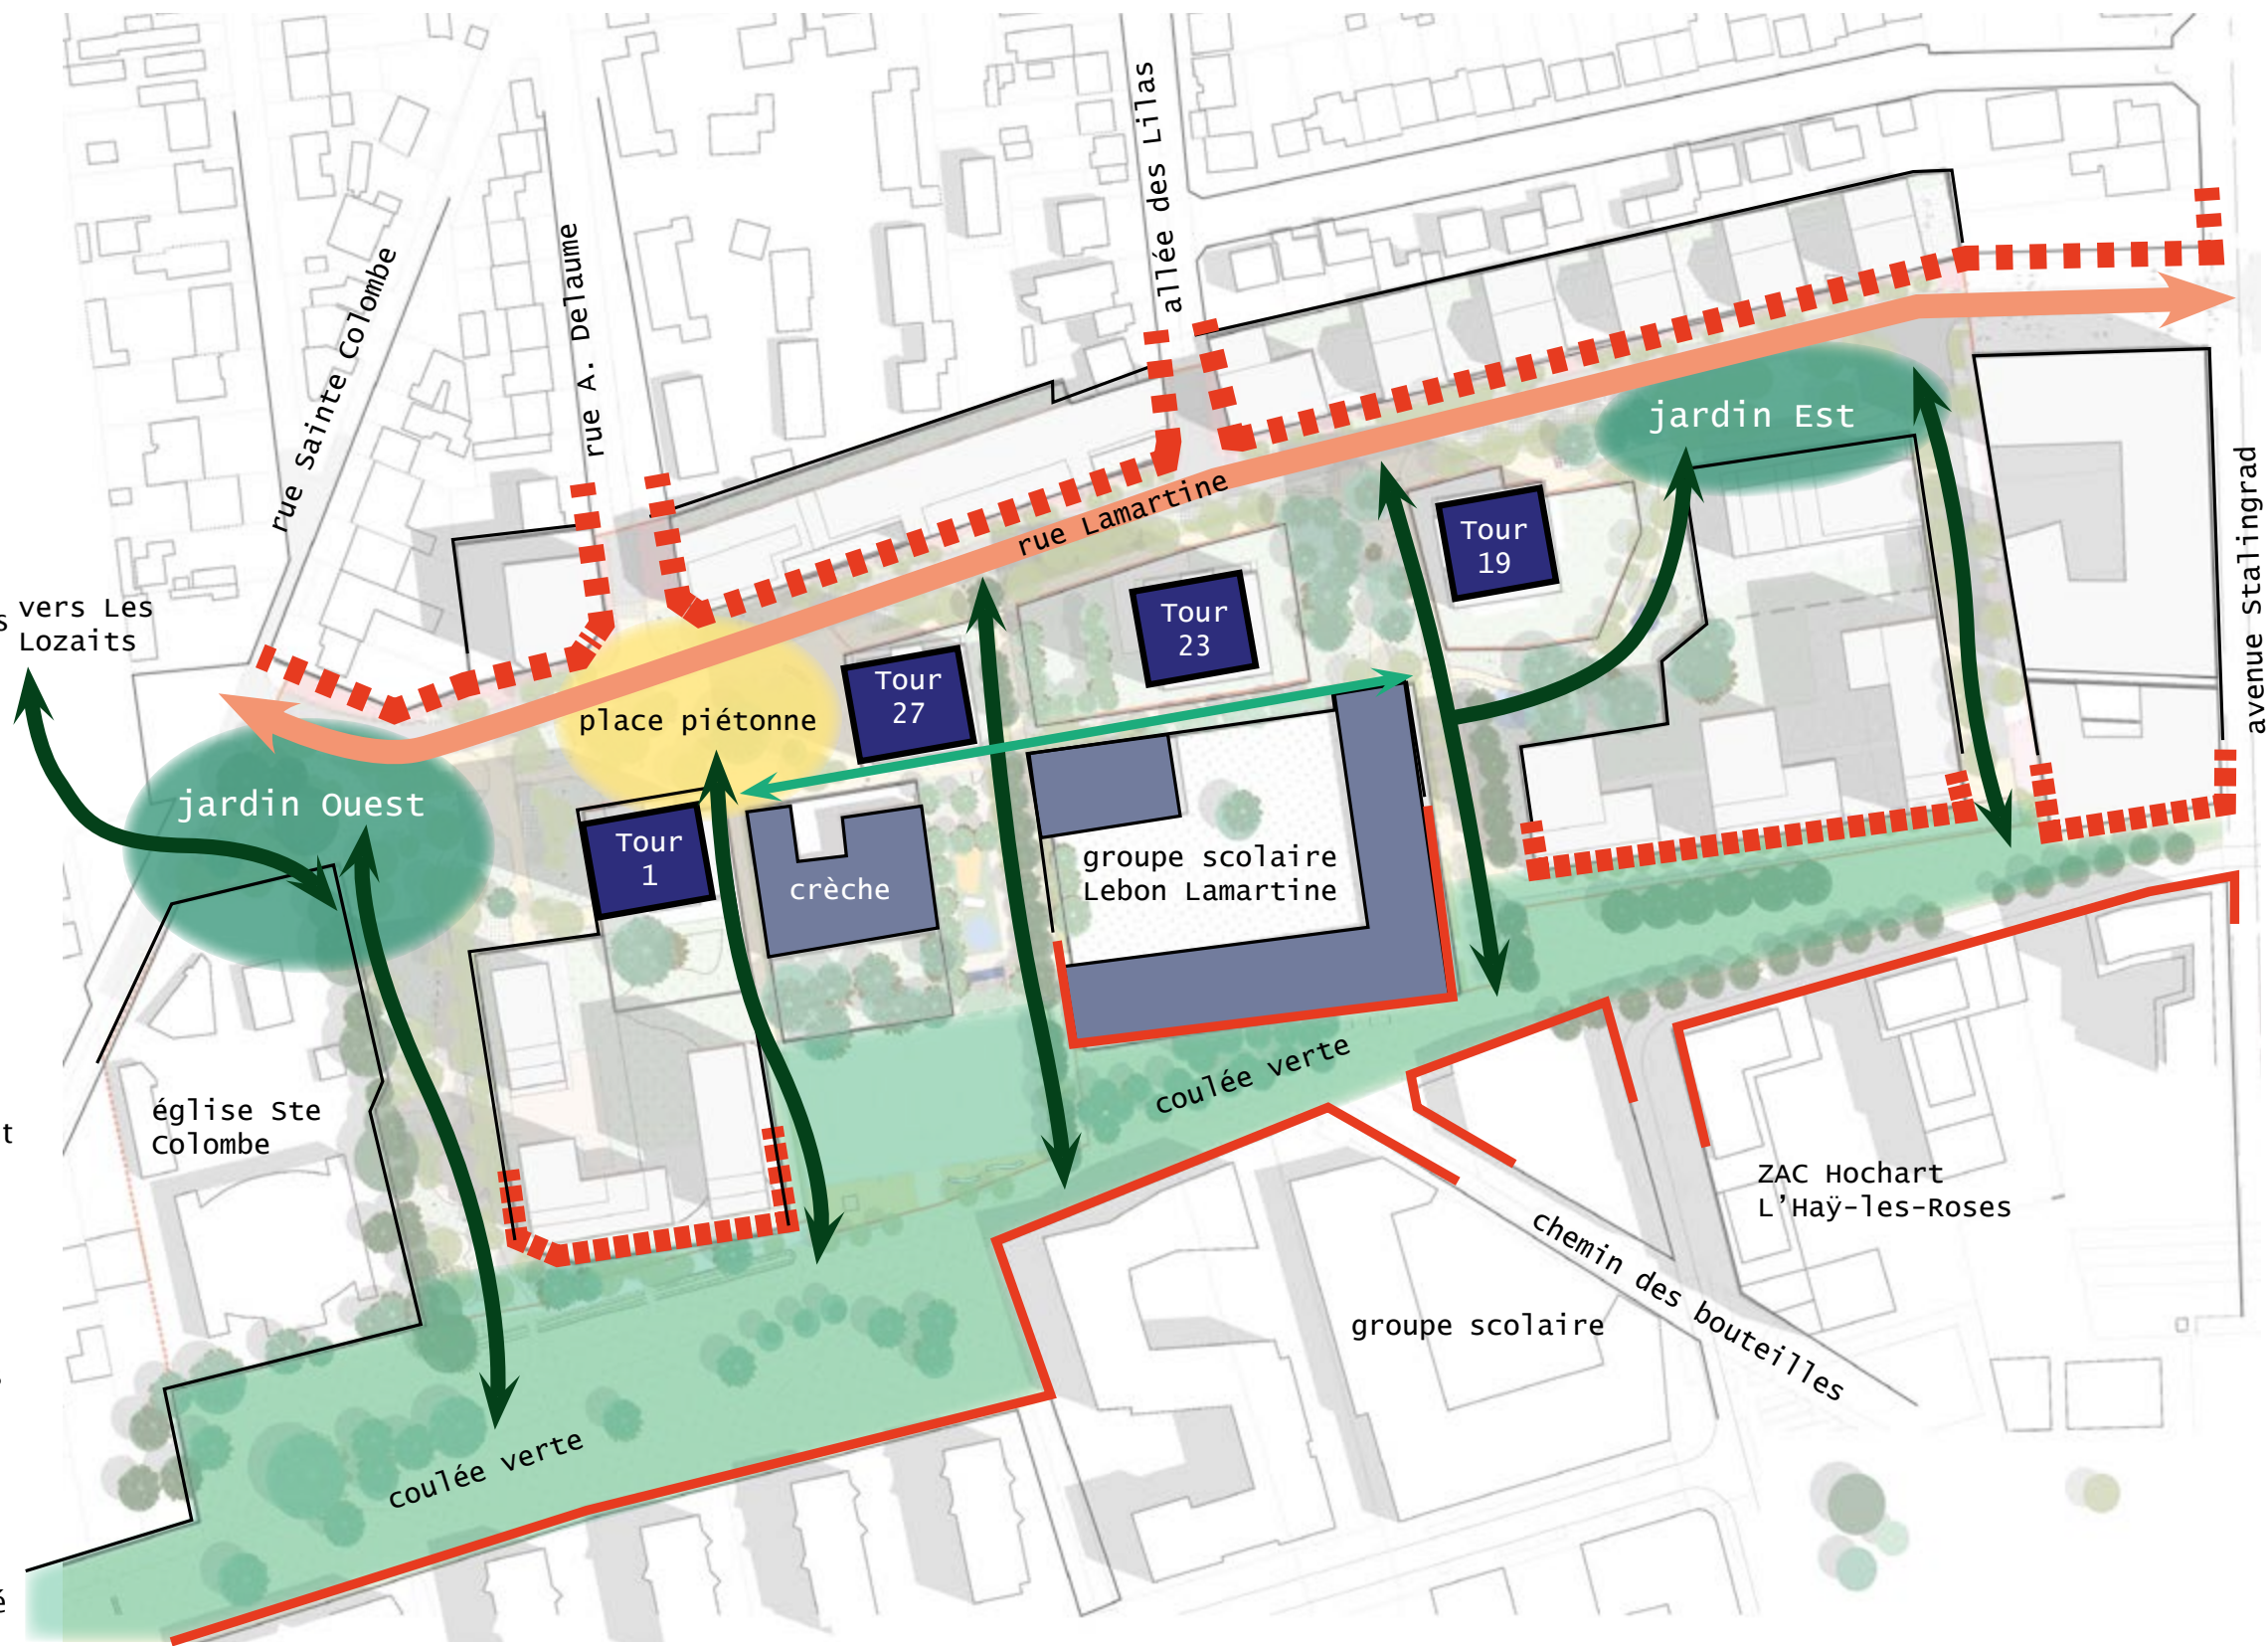 allée des Lilas
rue Sainte Colombe
rue A. Delaume
jardin Est
avenue Stalingrad
rue Lamartine
Tour
19
vers Les
Lozaits
Tour
23
Tour
27
place piétonne
jardin Ouest
Tour
1
crèche
groupe scolaire
Lebon Lamartine
coulée verte
église Ste
Colombe
ZAC Hochart
L'Haÿ-les-Roses
chemin des bouteilles
groupe scolaire
coulée verte